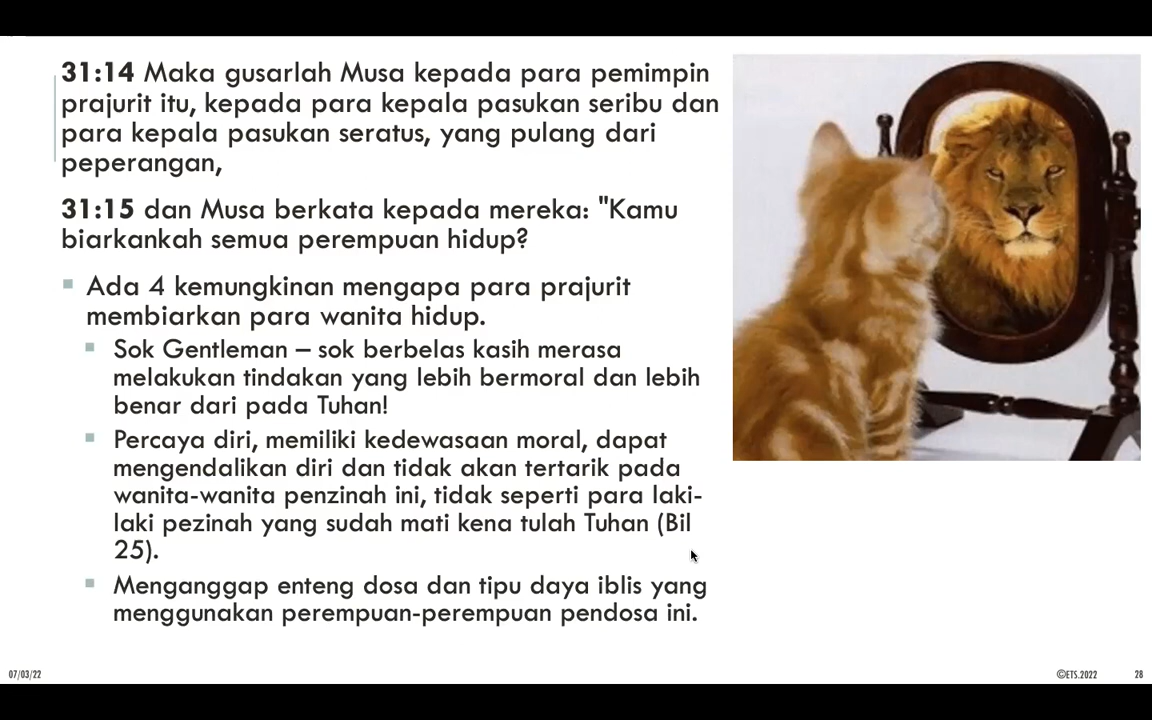 31:14 Maka gusarlah Musa kepada para pemimpin
prajurit itu, kepada para kepala pasukan seribu dan
para kepala pasukan seratus, yang pulang dari
peperangan,
31:15 dan Musa berkata kepada mereka: "Kamu
biarkankah semua perempuan hidup?
Ada 4 kemungkinan mengapa para prajurit
membiarkan para wanita hidup.
Sok Gentleman – sok berbelas kasih merasa
melakukan tindakan yang lebih bermoral dan lebih
benar dari pada Tuhan!
Percaya diri, memiliki kedewasaan moral, dapat
mengendalikan diri dan tidak akan tertarik pada
wanita-wanita penzinah ini, tidak seperti para laki-
laki pezinah yang sudah mati kena tulah Tuhan (Bil
25).
Menganggap enteng dosa dan tipu daya iblis yang
menggunakan perempuan-perempuan pendosa ini.
07/03/22
©ETS.2022
28